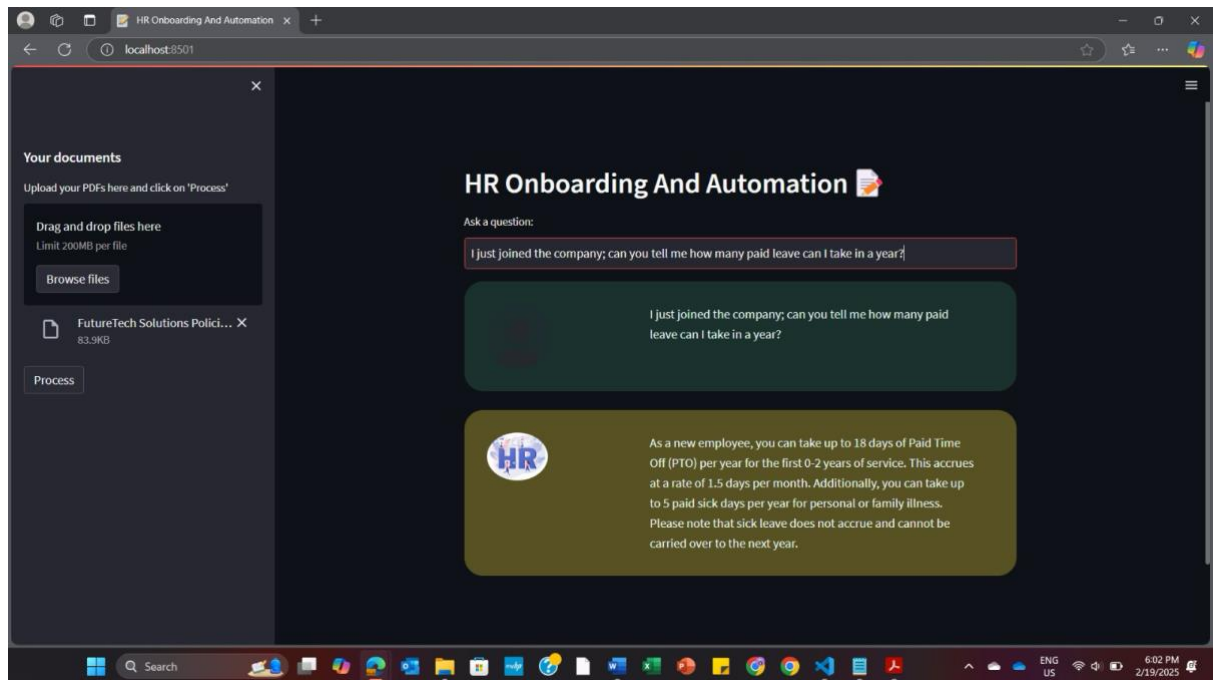 HR Onboarding And Automation
localhost:8501
Your documents
Upload your PDFs here and click on 'Process'
Drag and drop files here
Limit 200MB per file
Browse files
FutureTech Solutions Polici...
83.9KB
Process
HR Onboarding And Automation
Ask a question:
I just joined the company; can you tell me how many paid leave can I take in a year?
I just joined the company; can you tell me how many paid
leave can I take in a year?
HR
As a new employee, you can take up to 18 days of Paid Time
Off (PTO) per year for the first 0-2 years of service. This accrues
at a rate of 1.5 days per month. Additionally, you can take up
to 5 paid sick days per year for personal or family illness.
Please note that sick leave does not accrue and cannot be
carried over to the next year.
Search
ENG
US
6:02 PM
2/19/2025